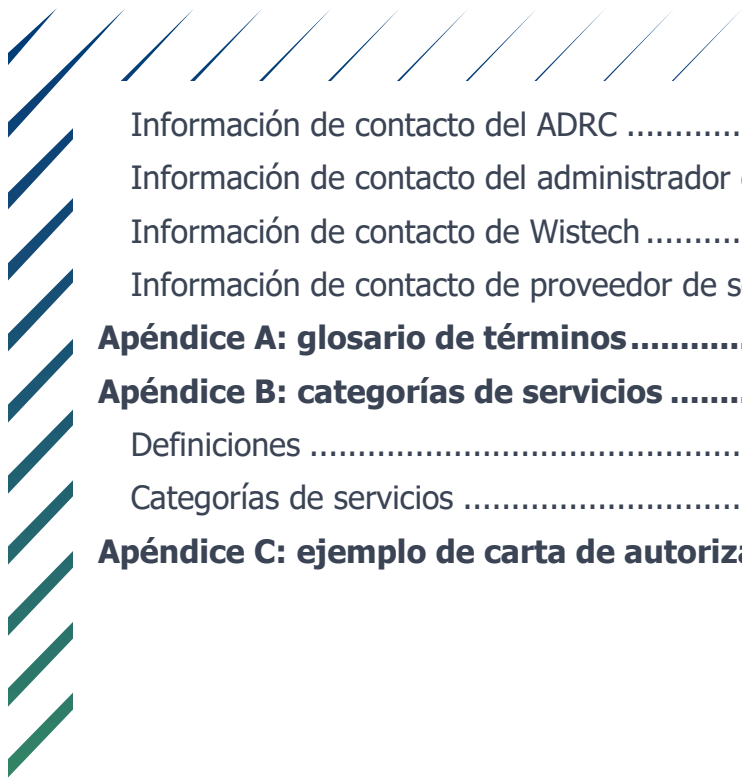 Información de contacto del ADRC .............
Información de contacto del administrador
Información de contacto de Wistech ...........
Información de contacto de proveedor de s
Apéndice A: glosario de términos ............
Apéndice B: categorías de servicios ........
Definiciones .............................................
Categorías de servicios .............................
Apéndice C: ejemplo de carta de autoriza